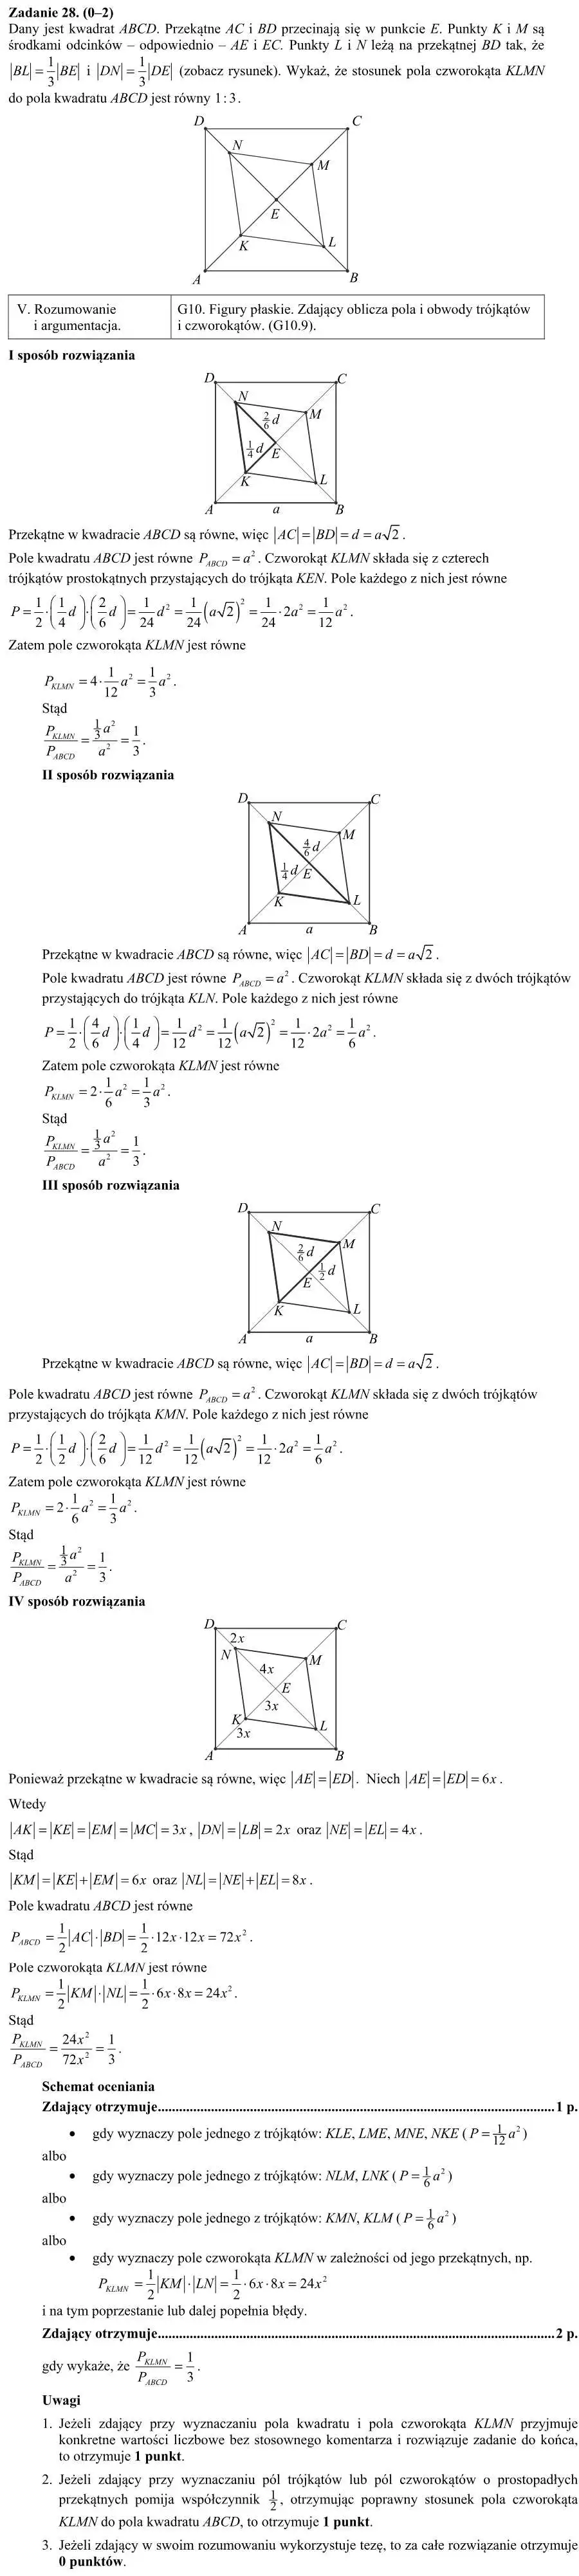 Zadanie 28. (0–2)
Dany jest kwadrat ABCD. Przekątne AC i BD przecinają się w punkcie E. Punkty K i M są
środkami odcinków – odpowiednio – AE i EC. Punkty L i N leżą na przekątnej BD tak, że
|BL| = 1/3 |BE| i |DN| = 1/3 |DE| (zobacz rysunek). Wykaż, że stosunek pola czworokąta KLMN
do pola kwadratu ABCD jest równy 1 : 3.
D C
N
M
E
K L
A B
V. Rozumowanie
i argumentacja.
G10. Figury płaskie. Zdający oblicza pola i obwody trójkątów
i czworokątów. (G10.9).
I sposób rozwiązania
D C
N
2/6 d M
1/4 d E
K L
A a B
Przekątne w kwadracie ABCD są równe, więc |AC| = |BD| = d = a√2 .
Pole kwadratu ABCD jest równe P_ABCD = a² . Czworokąt KLMN składa się z czterech
trójkątów prostokątnych przystających do trójkąta KEN. Pole każdego z nich jest równe
P = 1/2 · (1/4 d) · (2/6 d) = 1/24 d² = 1/24 (a√2)² = 1/24 · 2a² = 1/12 a² .
Zatem pole czworokąta KLMN jest równe
P_KLMN = 4 · 1/12 a² = 1/3 a² .
Stąd
P_KLMN / P_ABCD = (1/3 a²) / a² = 1/3 .
II sposób rozwiązania
D C
N
M
4/6 d
1/4 d E
K L
A a B
Przekątne w kwadracie ABCD są równe, więc |AC| = |BD| = d = a√2 .
Pole kwadratu ABCD jest równe P_ABCD = a² . Czworokąt KLMN składa się z dwóch trójkątów
przystających do trójkąta KLN. Pole każdego z nich jest równe
P = 1/2 · (4/6 d) · (1/4 d) = 1/12 d² = 1/12 (a√2)² = 1/12 · 2a² = 1/6 a² .
Zatem pole czworokąta KLMN jest równe
P_KLMN = 2 · 1/6 a² = 1/3 a² .
Stąd
P_KLMN / P_ABCD = (1/3 a²) / a² = 1/3 .
III sposób rozwiązania
D C
N
M
2/6 d
1/2 d
E
K L
A a B
Przekątne w kwadracie ABCD są równe, więc |AC| = |BD| = d = a√2 .
Pole kwadratu ABCD jest równe P_ABCD = a² . Czworokąt KLMN składa się z dwóch trójkątów
przystających do trójkąta KMN. Pole każdego z nich jest równe
P = 1/2 · (1/2 d) · (2/6 d) = 1/12 d² = 1/12 (a√2)² = 1/12 · 2a² = 1/6 a² .
Zatem pole czworokąta KLMN jest równe
P_KLMN = 2 · 1/6 a² = 1/3 a² .
Stąd
P_KLMN / P_ABCD = (1/3 a²) / a² = 1/3 .
IV sposób rozwiązania
D C
2x
N M
4x
E
3x
K L
3x
A B
Ponieważ przekątne w kwadracie są równe, więc |AE| = |ED|. Niech |AE| = |ED| = 6x .
Wtedy
|AK| = |KE| = |EM| = |MC| = 3x , |DN| = |LB| = 2x oraz |NE| = |EL| = 4x .
Stąd
|KM| = |KE| + |EM| = 6x oraz |NL| = |NE| + |EL| = 8x .
Pole kwadratu ABCD jest równe
P_ABCD = 1/2 |AC| · |BD| = 1/2 · 12x · 12x = 72x² .
Pole czworokąta KLMN jest równe
P_KLMN = 1/2 |KM| · |NL| = 1/2 · 6x · 8x = 24x² .
Stąd
P_KLMN / P_ABCD = 24x² / 72x² = 1/3 .
Schemat oceniania
Zdający otrzymuje.......................................................................................................1 p.
• gdy wyznaczy pole jednego z trójkątów: KLE, LME, MNE, NKE ( P = 1/12 a² )
albo
• gdy wyznaczy pole jednego z trójkątów: NLM, LNK ( P = 1/6 a² )
albo
• gdy wyznaczy pole jednego z trójkątów: KMN, KLM ( P = 1/6 a² )
albo
• gdy wyznaczy pole czworokąta KLMN w zależności od jego przekątnych, np.
P_KLMN = 1/2 |KM| · |LN| = 1/2 · 6x · 8x = 24x²
i na tym poprzestanie lub dalej popełnia błędy.
Zdający otrzymuje.......................................................................................................2 p.
gdy wykaże, że P_KLMN / P_ABCD = 1/3 .
Uwagi
1. Jeżeli zdający przy wyznaczaniu pola kwadratu i pola czworokąta KLMN przyjmuje
konkretne wartości liczbowe bez stosownego komentarza i rozwiązuje zadanie do końca,
to otrzymuje 1 punkt.
2. Jeżeli zdający przy wyznaczaniu pól trójkątów lub pól czworokątów o prostopadłych
przekątnych pomija współczynnik 1/2 , otrzymując poprawny stosunek pola czworokąta
KLMN do pola kwadratu ABCD, to otrzymuje 1 punkt.
3. Jeżeli zdający w swoim rozumowaniu wykorzystuje tezę, to za całe rozwiązanie otrzymuje
0 punktów.